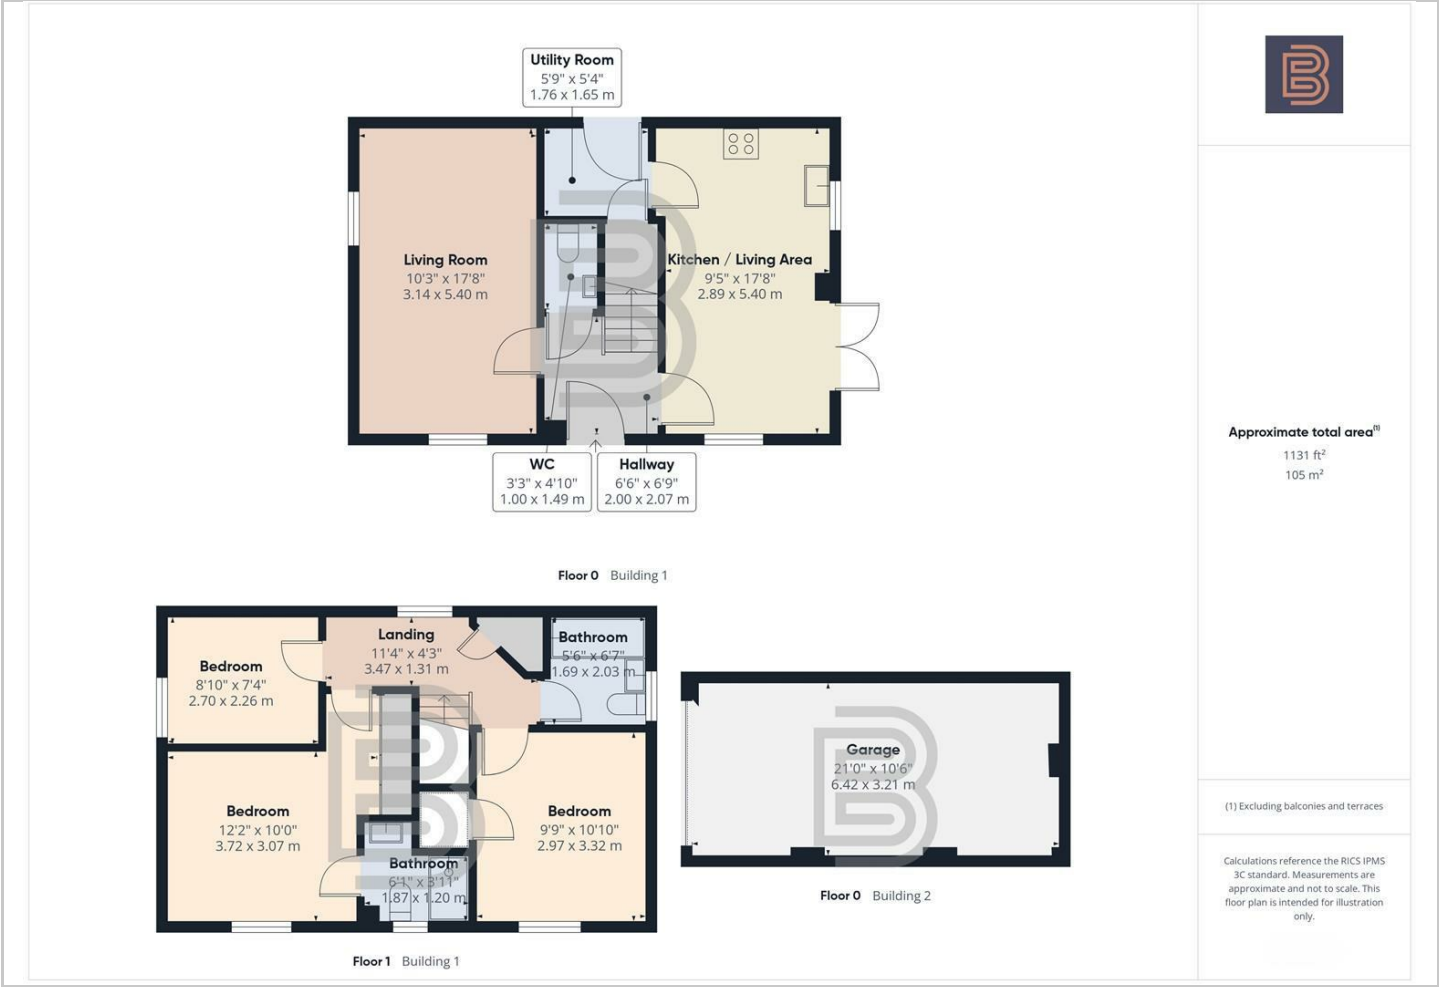 Utility Room
5'9" x 5'4"
1.76 x 1.65 m
Living Room
10'3" x 17'8"
3.14 x 5.40 m
Kitchen / Living Area
9'5" x 17'8"
2.89 x 5.40 m
WC
3'3" x 4'10"
1.00 x 1.49 m
Hallway
6'6" x 6'9"
2.00 x 2.07 m
Floor 0 Building 1
Landing
11'4" x 4'3"
3.47 x 1.31 m
Bathroom
5'6" x 6'7"
1.69 x 2.03 m
Bedroom
8'10" x 7'4"
2.70 x 2.26 m
Bedroom
12'2" x 10'0"
3.72 x 3.07 m
Bedroom
9'9" x 10'10"
2.97 x 3.32 m
Bathroom
6'1" x 3'11"
1.87 x 1.20 m
Floor 1 Building 1
Garage
21'0" x 10'6"
6.42 x 3.21 m
Floor 0 Building 2
B
Approximate total area(1)
1131 ft²
105 m²
(1) Excluding balconies and terraces
Calculations reference the RICS IPMS
3C standard. Measurements are
approximate and not to scale. This
floor plan is intended for illustration
only.